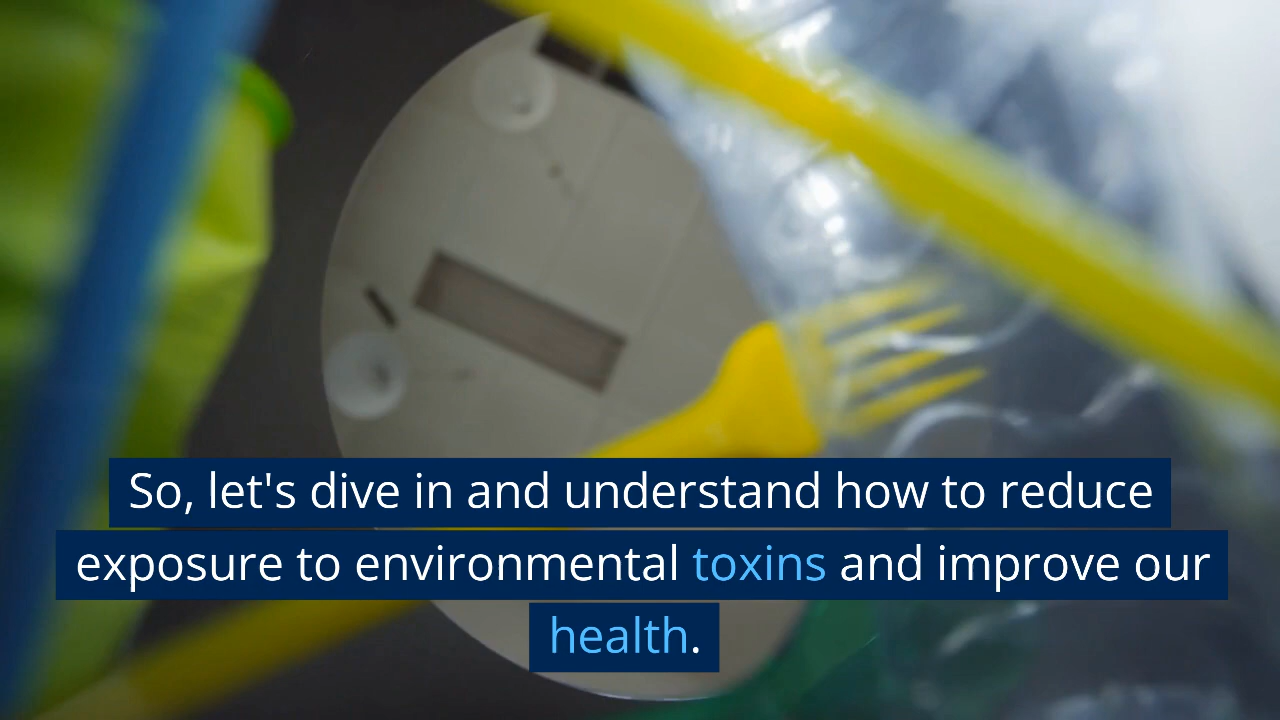 So, let's dive in and understand how to reduce
exposure to environmental toxins and improve our
health.